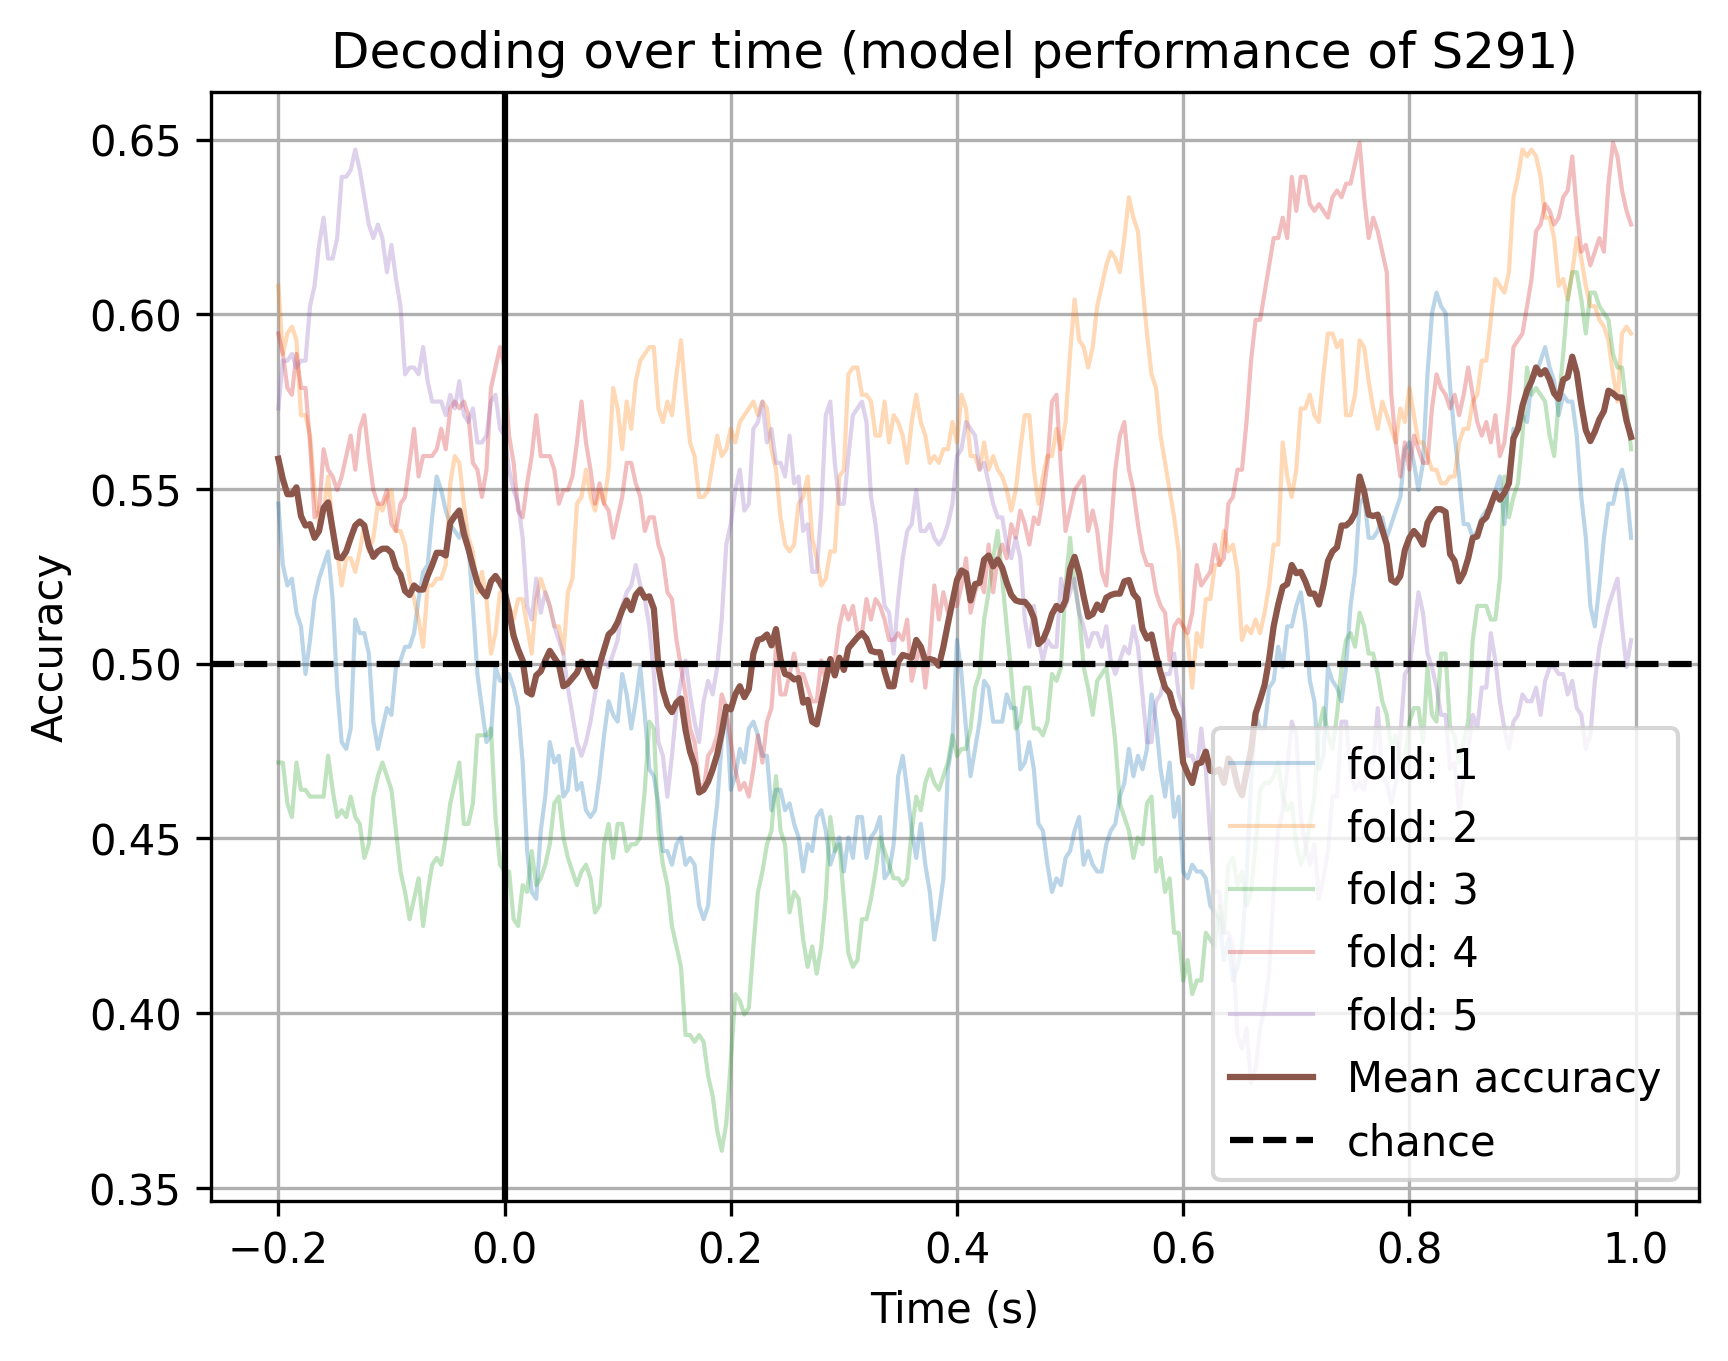 Decoding over time (model performance of S291)
0.65
0.60
0.55
0.50
0.45
0.40
0.35
Accuracy
fold: 1
fold: 2
fold: 3
fold: 4
fold: 5
Mean accuracy
chance
−0.2 0.0 0.2 0.4 0.6 0.8 1.0
Time (s)